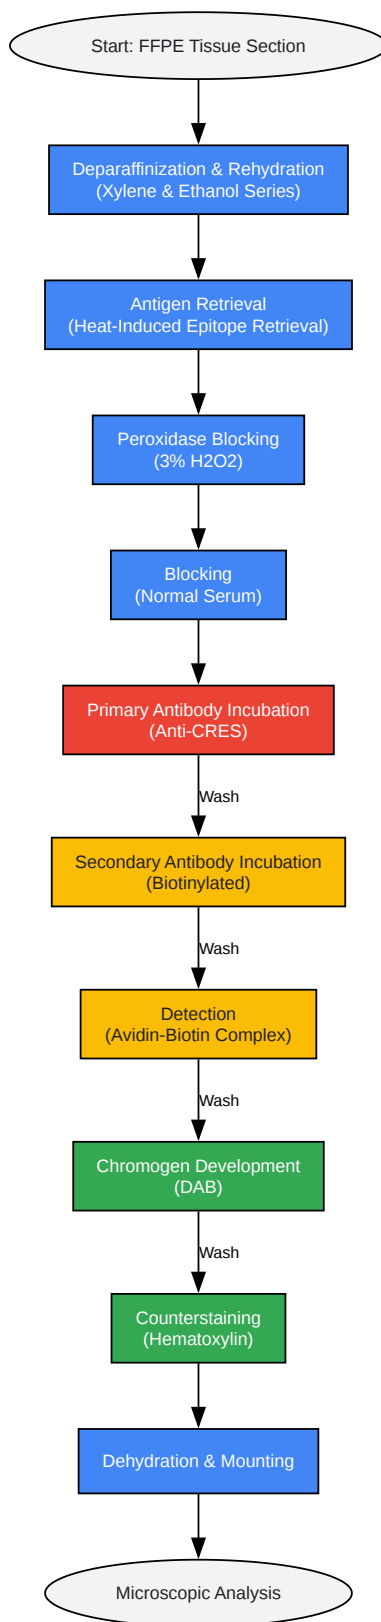 Start: FFPE Tissue Section
Deparaffinization & Rehydration
(Xylene & Ethanol Series)
Antigen Retrieval
(Heat-Induced Epitope Retrieval)
Peroxidase Blocking
(3% H2O2)
Blocking
(Normal Serum)
Primary Antibody Incubation
(Anti-CRES)
Wash
Secondary Antibody Incubation
(Biotinylated)
Wash
Detection
(Avidin-Biotin Complex)
Wash
Chromogen Development
(DAB)
Wash
Counterstaining
(Hematoxylin)
Dehydration & Mounting
Microscopic Analysis